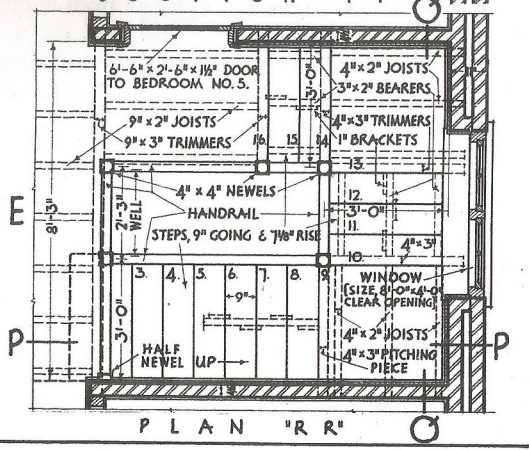 Q
6'-6" × 2'-6" × 1½" DOOR
TO BEDROOM NO. 5.
4" × 2" JOISTS
3" × 2" BEARERS
3'-0"
9" × 2" JOISTS
9" × 3" TRIMMERS
4" × 3" TRIMMERS
1" BRACKETS
16.
15.
14.
13.
E
8'-3"
2'-3"
WELL
4" × 4" NEWELS
HANDRAIL
STEPS, 9" GOING & 7⅛" RISE
12.
3'-0"
11.
10.
4" × 3"
3.
4.
5.
6.
7.
8.
9.
9"
WINDOW
(SIZE, 8'-0" × 4'-0"
CLEAR OPENING)
3'-0"
P
P
4" × 2" JOISTS
4" × 3" PITCHING
PIECE
HALF
NEWEL
UP
PLAN "RR"
Q